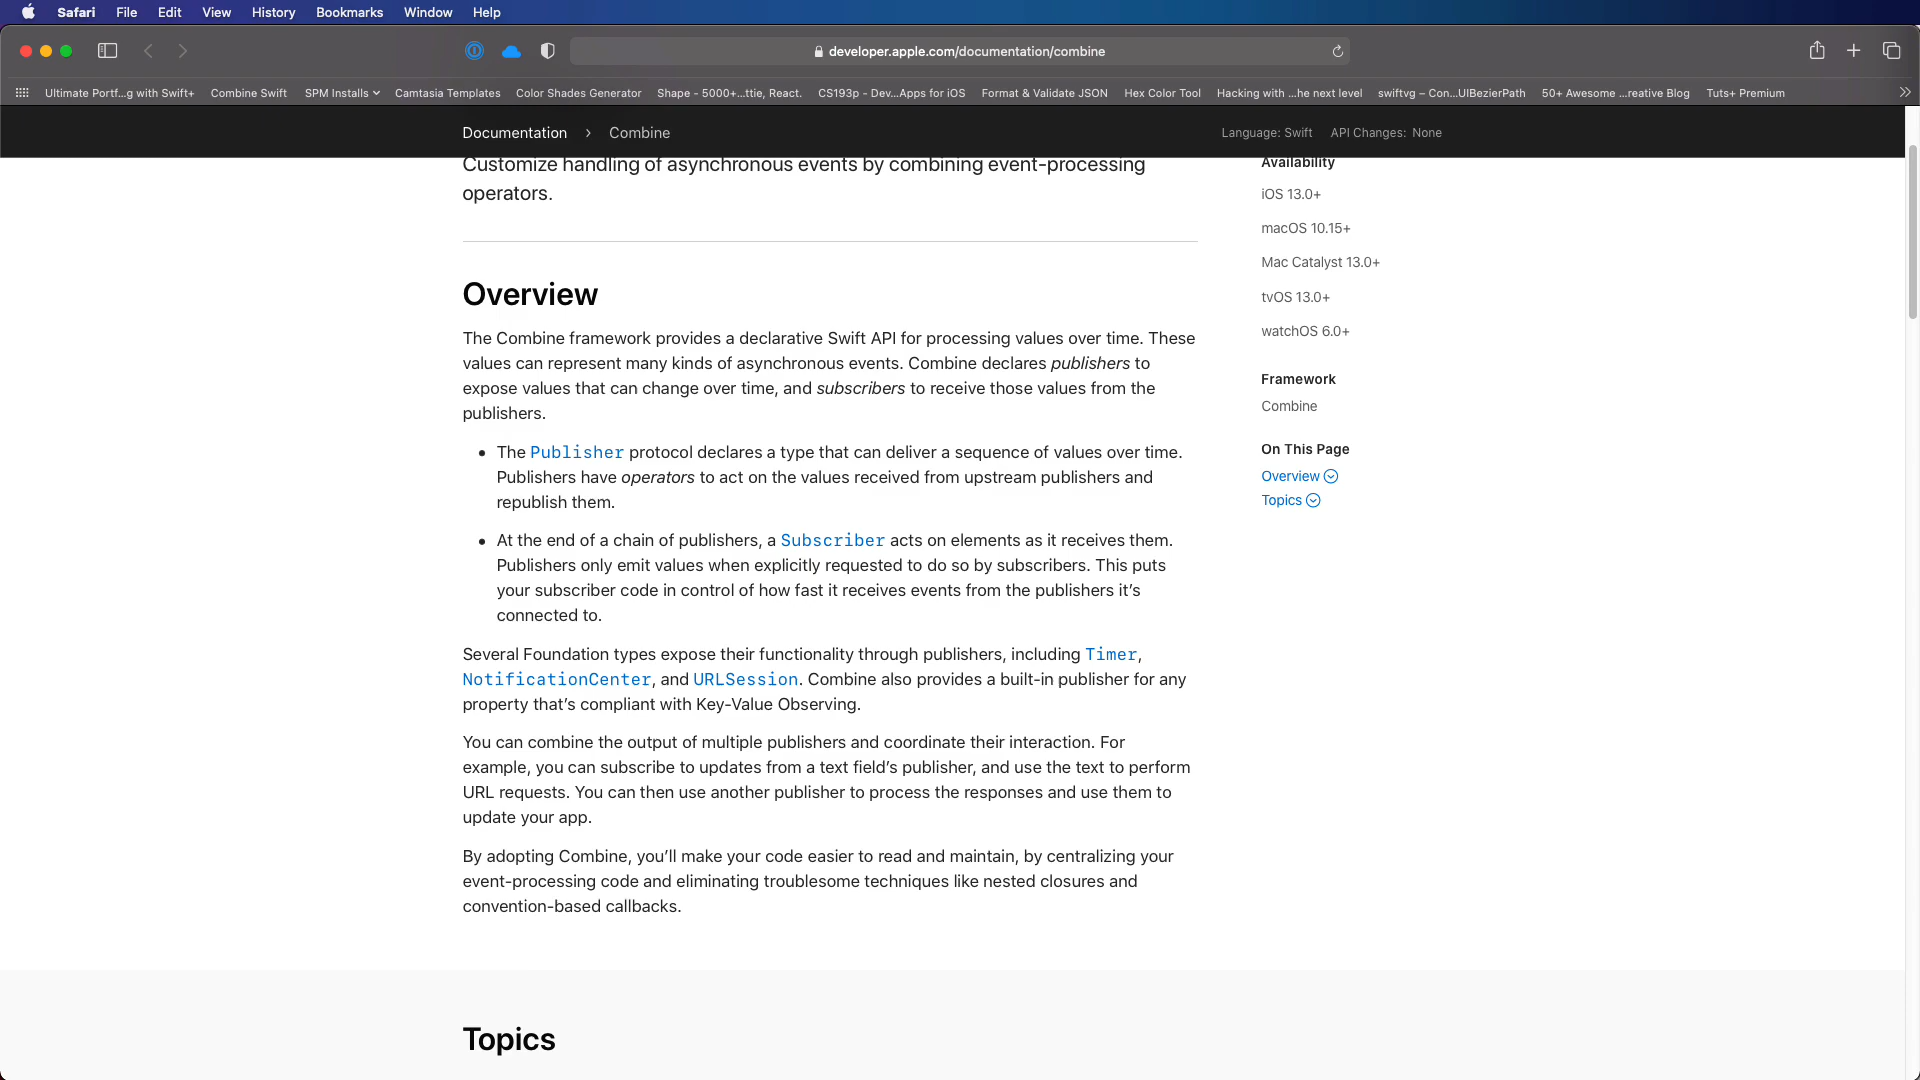 Safari File Edit View History Bookmarks Window Help
developer.apple.com/documentation/combine
Ultimate Portf...g with Swift+ Combine Swift SPM Installs Camtasia Templates Color Shades Generator Shape - 5000+...ttie, React. CS193p - Dev...Apps for iOS Format & Validate JSON Hex Color Tool Hacking with ...he next level swiftvg – Con...UIBezierPath 50+ Awesome ...reative Blog Tuts+ Premium
Documentation › Combine Language: Swift API Changes: None
Customize handling of asynchronous events by combining event-processing
operators.
Overview
The Combine framework provides a declarative Swift API for processing values over time. These
values can represent many kinds of asynchronous events. Combine declares publishers to
expose values that can change over time, and subscribers to receive those values from the
publishers.
• The Publisher protocol declares a type that can deliver a sequence of values over time.
Publishers have operators to act on the values received from upstream publishers and
republish them.
• At the end of a chain of publishers, a Subscriber acts on elements as it receives them.
Publishers only emit values when explicitly requested to do so by subscribers. This puts
your subscriber code in control of how fast it receives events from the publishers it’s
connected to.
Several Foundation types expose their functionality through publishers, including Timer,
NotificationCenter, and URLSession. Combine also provides a built-in publisher for any
property that’s compliant with Key-Value Observing.
You can combine the output of multiple publishers and coordinate their interaction. For
example, you can subscribe to updates from a text field’s publisher, and use the text to perform
URL requests. You can then use another publisher to process the responses and use them to
update your app.
By adopting Combine, you’ll make your code easier to read and maintain, by centralizing your
event-processing code and eliminating troublesome techniques like nested closures and
convention-based callbacks.
Topics
Availability
iOS 13.0+
macOS 10.15+
Mac Catalyst 13.0+
tvOS 13.0+
watchOS 6.0+
Framework
Combine
On This Page
Overview
Topics